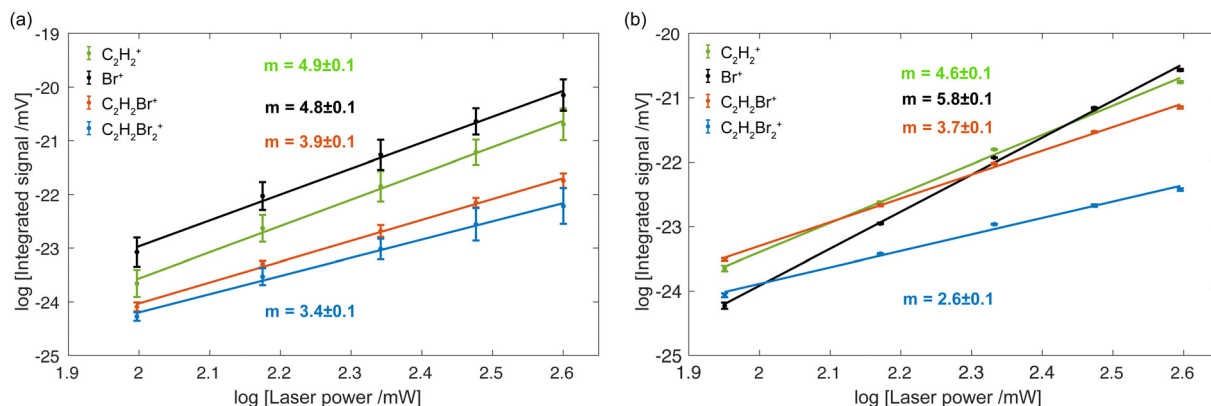 (a)
-19
-20
-21
-22
-23
-24
-25
log [Integrated signal /mV]
C₂H₂⁺
Br⁺
C₂H₂Br⁺
C₂H₂Br₂⁺
m = 4.9±0.1
m = 4.8±0.1
m = 3.9±0.1
m = 3.4±0.1
1.9 2 2.1 2.2 2.3 2.4 2.5 2.6
log [Laser power /mW]
(b)
-20
-21
-22
-23
-24
-25
log [Integrated signal /mV]
C₂H₂⁺
Br⁺
C₂H₂Br⁺
C₂H₂Br₂⁺
m = 4.6±0.1
m = 5.8±0.1
m = 3.7±0.1
m = 2.6±0.1
1.9 2 2.1 2.2 2.3 2.4 2.5 2.6
log [Laser power /mW]